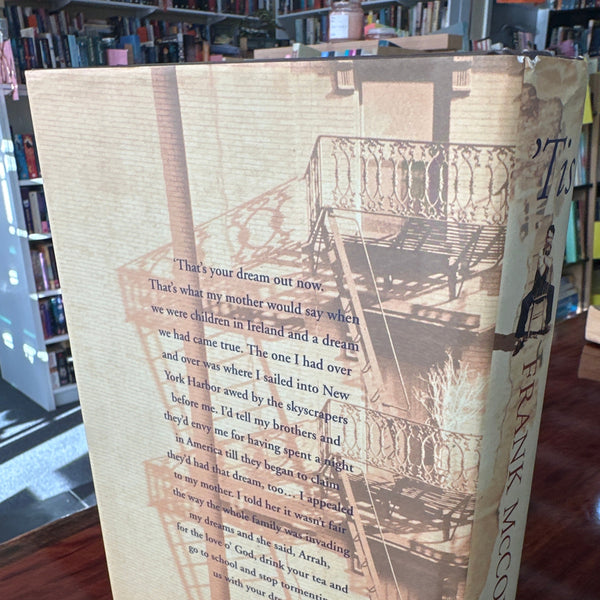 'That's your dream out now.
That's what my mother would say when
we were children in Ireland and a dream
we had came true. The one I had over
and over was where I sailed into New
York Harbor awed by the skyscrapers
before me. I'd tell my brothers and
they'd envy me for having spent a night
in America till they began to claim
they'd had that dream, too… I appealed
to my mother. I told her it wasn't fair
the way the whole family was invading
my dreams and she said, Arrah,
for the love o' God, drink your tea and
go to school and stop tormentin
us with your dre
'Tis
FRANK McCO